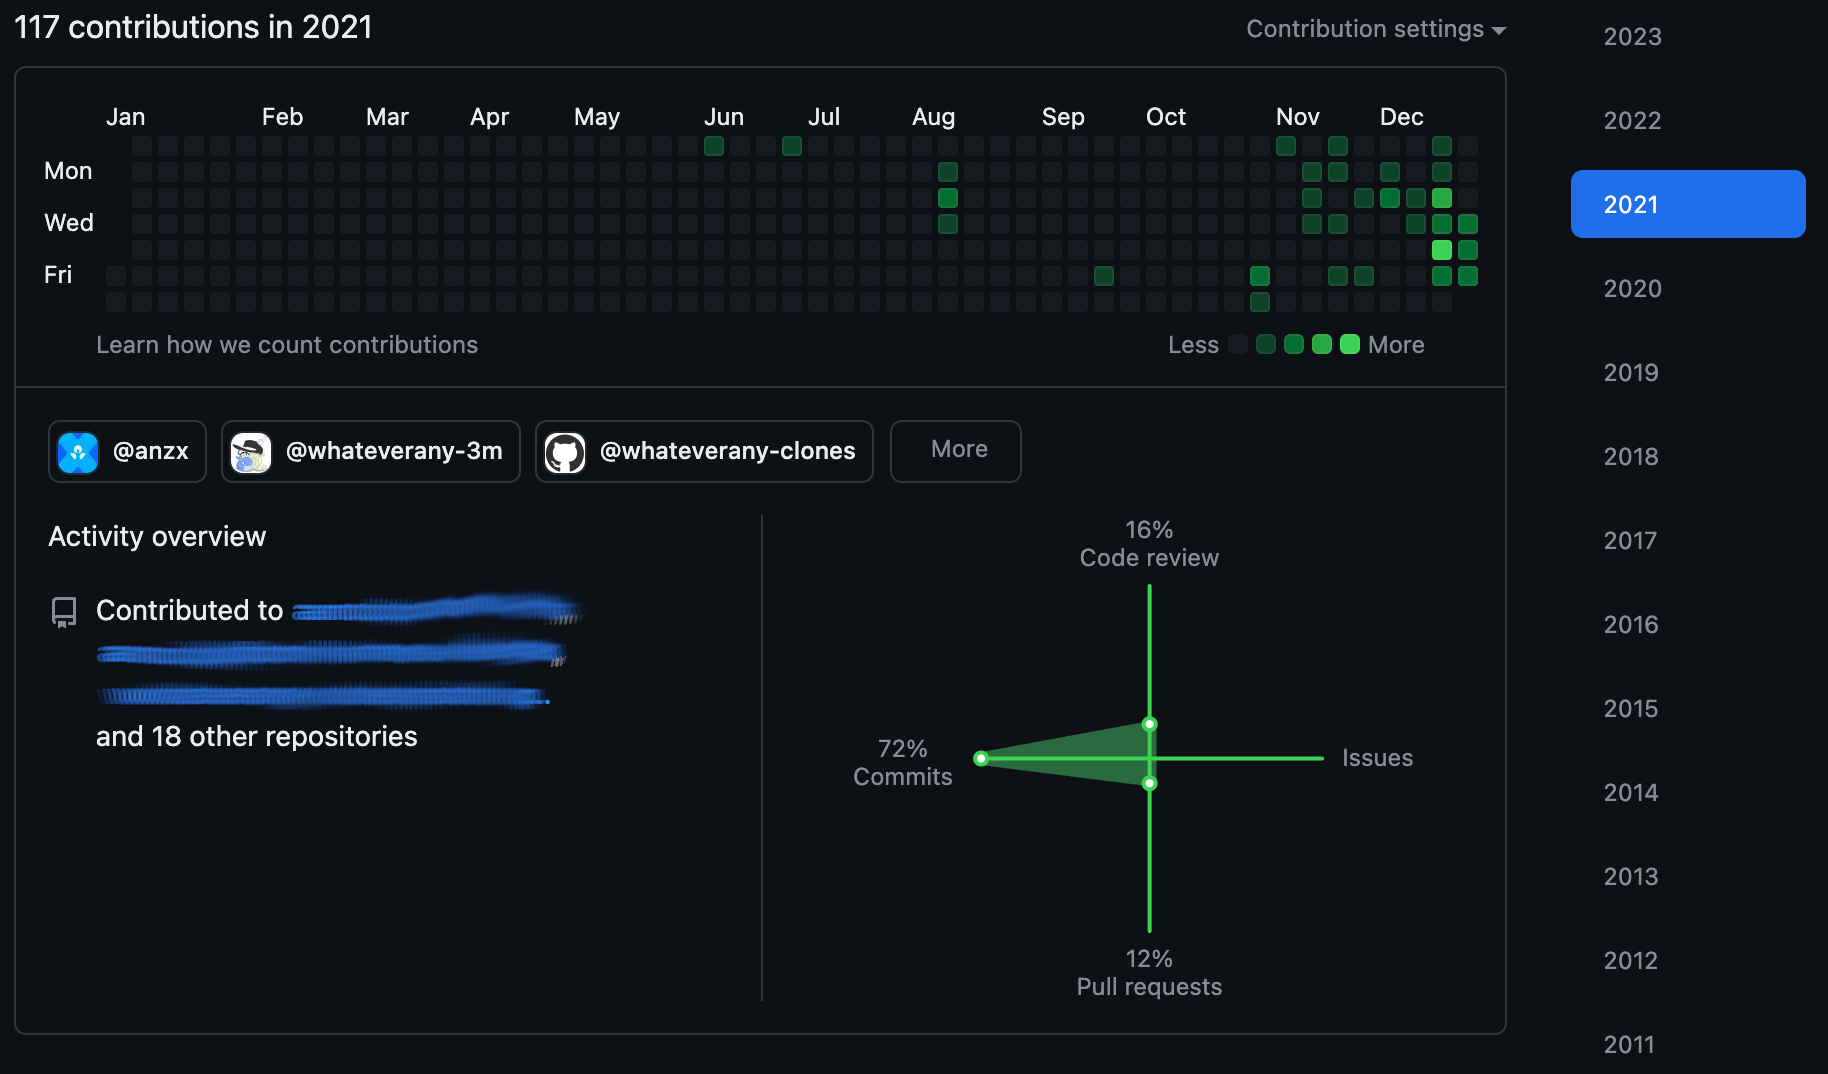 117 contributions in 2021
Contribution settings
Jan Feb Mar Apr May Jun Jul Aug Sep Oct Nov Dec
Mon
Wed
Fri
Learn how we count contributions
Less More
@anzx @whateverany-3m @whateverany-clones More
Activity overview
Contributed to
and 18 other repositories
16%
Code review
72%
Commits
Issues
12%
Pull requests
2023
2022
2021
2020
2019
2018
2017
2016
2015
2014
2013
2012
2011